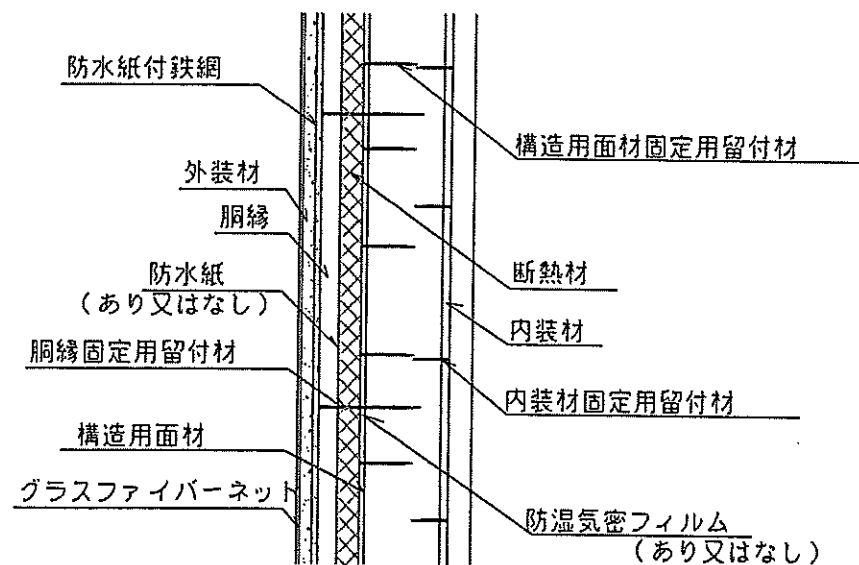 防水紙付鉄網
構造用面材固定用留付材
外装材
胴縁
防水紙
(あり又はなし)
断熱材
内装材
胴縁固定用留付材
内装材固定用留付材
構造用面材
グラスファイバーネット
防湿気密フィルム
(あり又はなし)